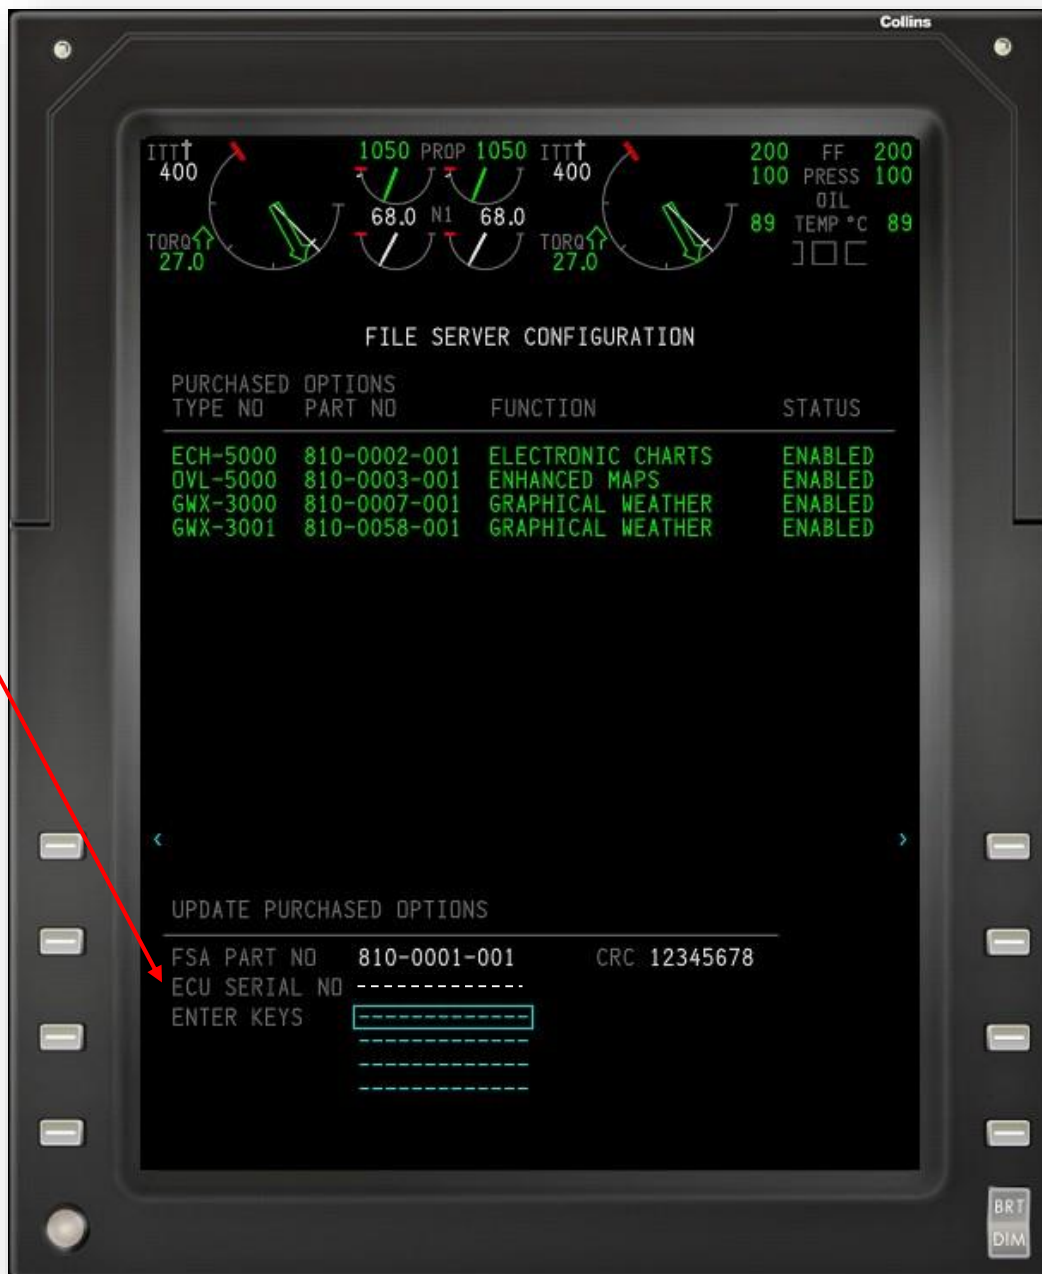 Collins
ITT 1050 PROP 1050 ITT 200 FF 200
400 400 100 PRESS 100
OIL
68.0 N1 68.0 89 TEMP °C 89
TORQ TORQ
27.0 27.0
FILE SERVER CONFIGURATION
PURCHASED OPTIONS
TYPE NO PART NO FUNCTION STATUS
ECH-5000 810-0002-001 ELECTRONIC CHARTS ENABLED
OVL-5000 810-0003-001 ENHANCED MAPS ENABLED
GWX-3000 810-0007-001 GRAPHICAL WEATHER ENABLED
GWX-3001 810-0058-001 GRAPHICAL WEATHER ENABLED
UPDATE PURCHASED OPTIONS
FSA PART NO 810-0001-001 CRC 12345678
ECU SERIAL NO -------------
ENTER KEYS -------------
-------------
-------------
-------------
BRT
DIM